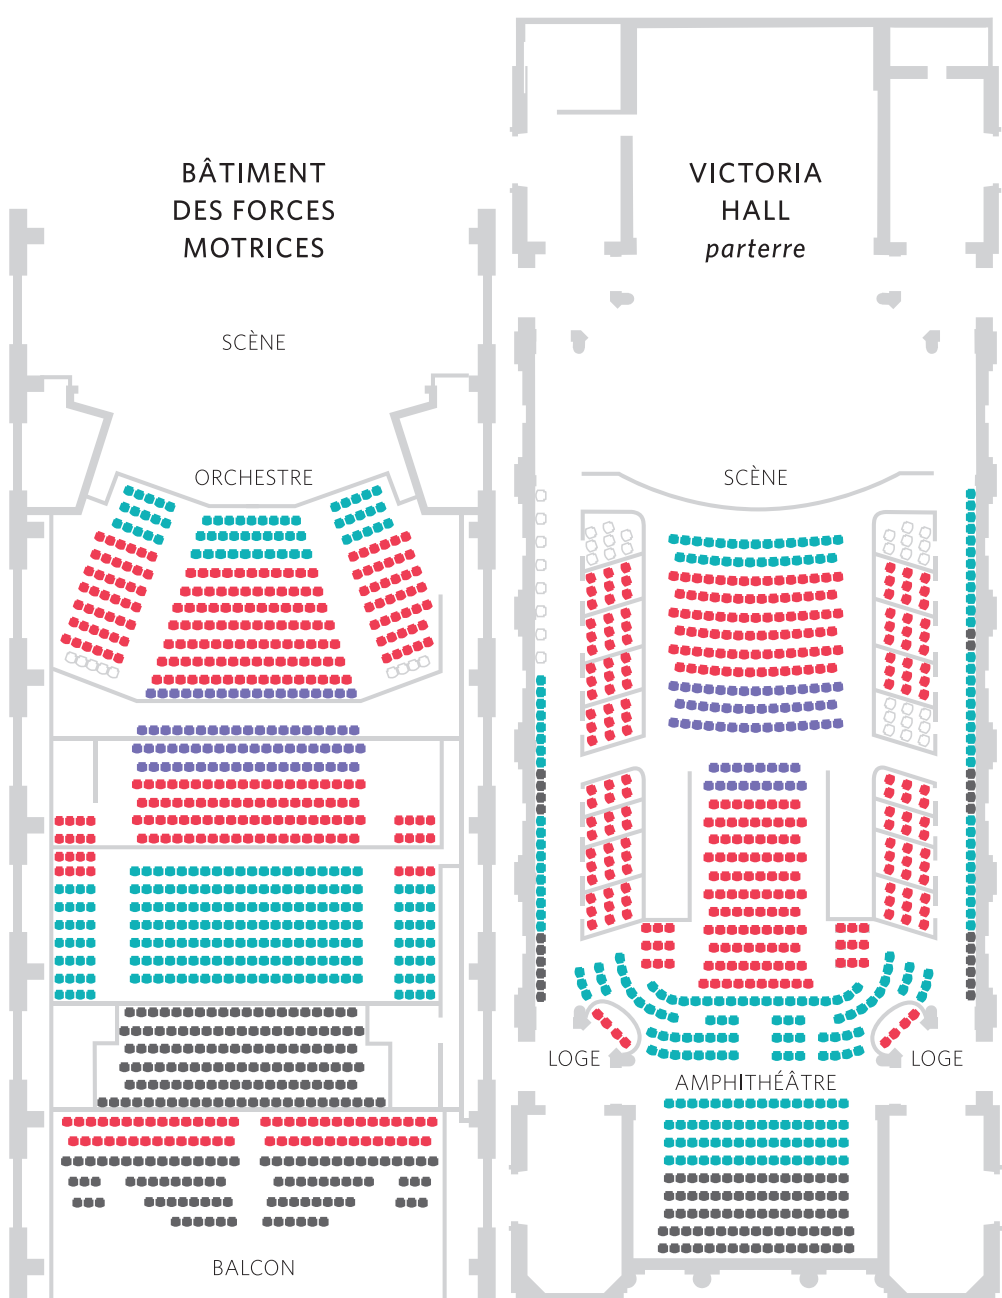 BÂTIMENT
DES FORCES
MOTRICES
SCÈNE
ORCHESTRE
BALCON
VICTORIA
HALL
parterre
SCÈNE
LOGE
LOGE
AMPHITHÉÂTRE